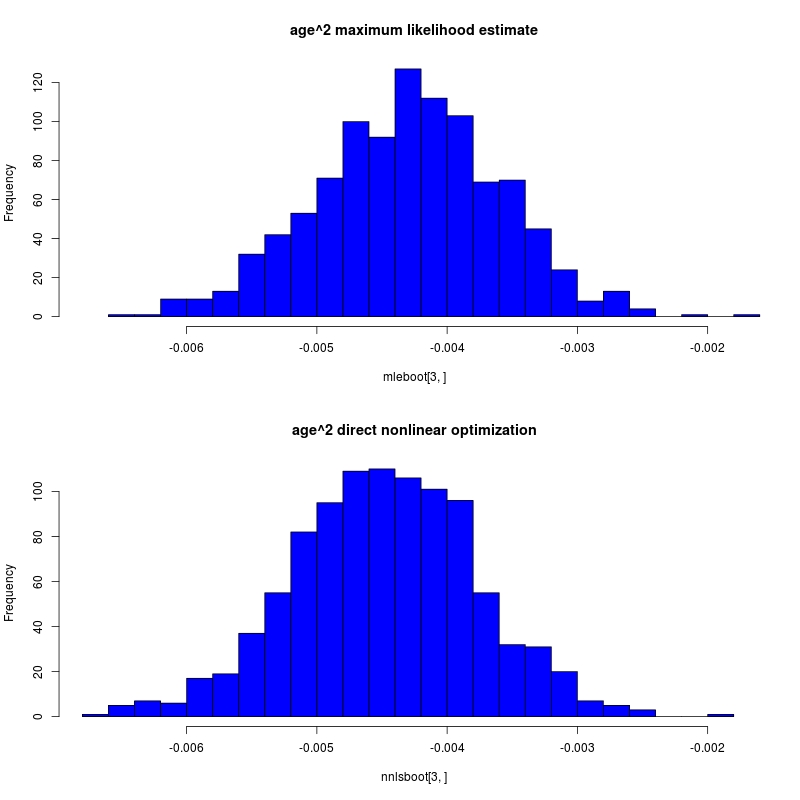 age^2 maximum likelihood estimate
Frequency
0 20 40 60 80 100 120
-0.006 -0.005 -0.004 -0.003 -0.002
mleboot[3, ]
age^2 direct nonlinear optimization
Frequency
0 20 40 60 80 100
-0.006 -0.005 -0.004 -0.003 -0.002
nnlsboot[3, ]